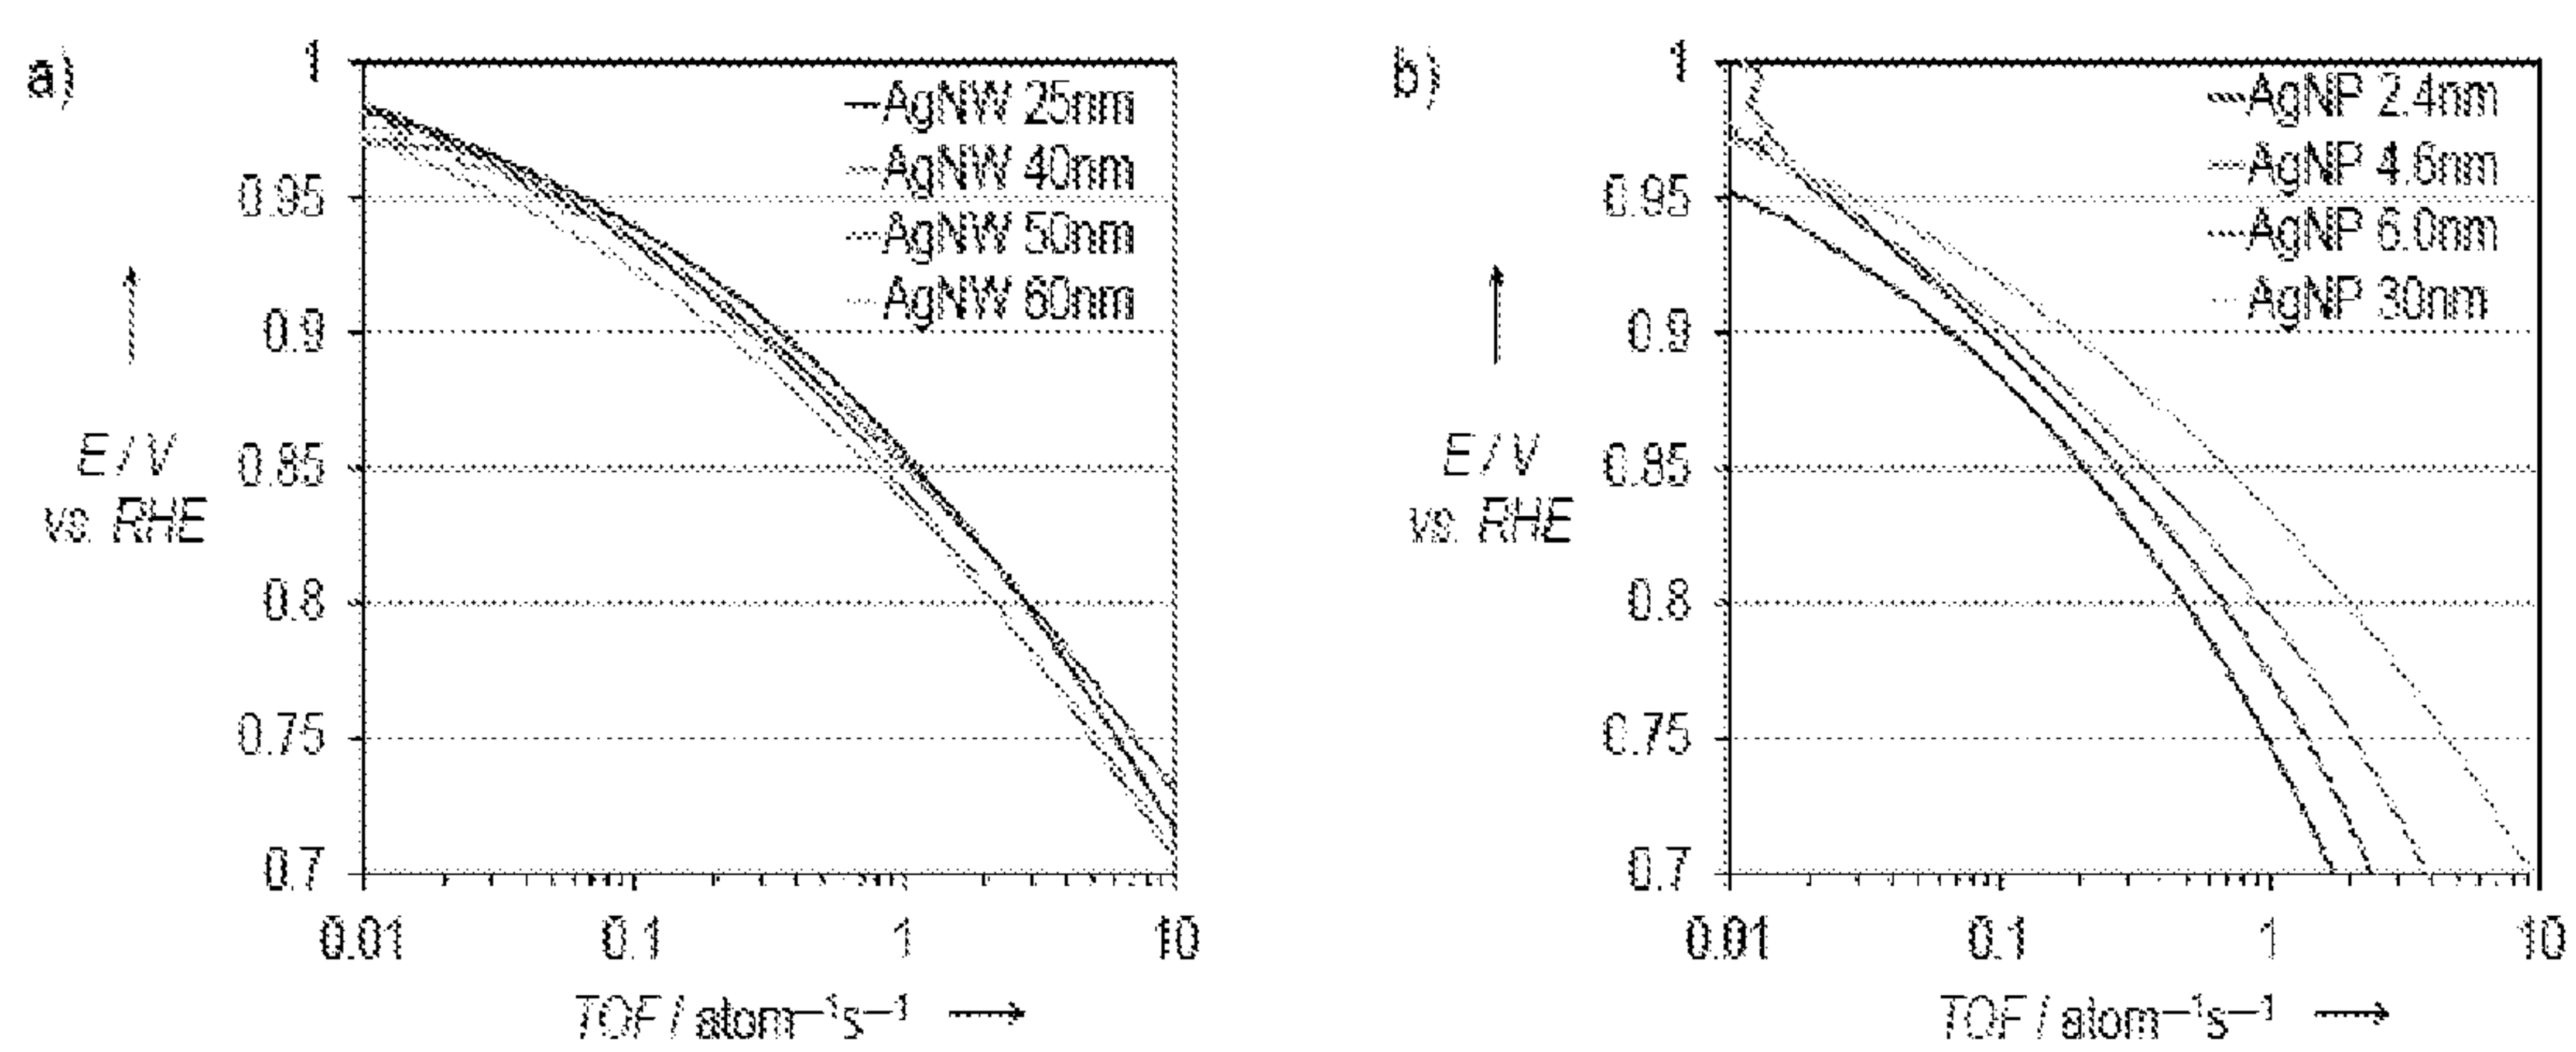 a)
1
0.95
0.9
0.85
0.8
0.75
0.7
E / V
vs. RHE
AgNW 25nm
AgNW 40nm
AgNW 50nm
AgNW 60nm
0.01 0.1 1 10
TOF / atom⁻¹s⁻¹
b)
1
0.95
0.9
0.85
0.8
0.75
0.7
E / V
vs. RHE
AgNP 2.4nm
AgNP 4.6nm
AgNP 6.0nm
AgNP 30nm
0.01 0.1 1 10
TOF / atom⁻¹s⁻¹